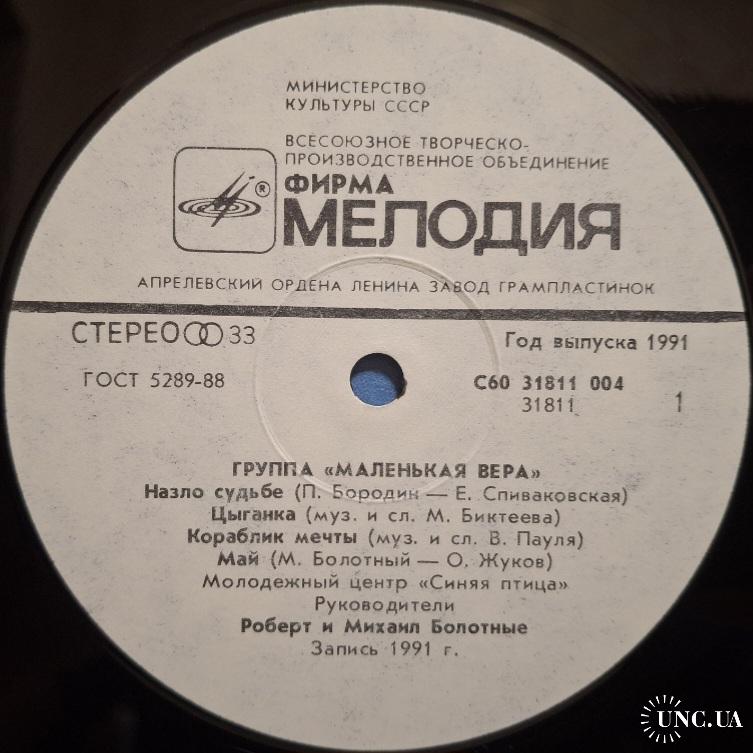 МИНИСТЕРСТВО
КУЛЬТУРЫ СССР
ВСЕСОЮЗНОЕ ТВОРЧЕСКО-
ПРОИЗВОДСТВЕННОЕ ОБЪЕДИНЕНИЕ
®
ФИРМА
МЕЛОДИЯ
АПРЕЛЕВСКИЙ ОРДЕНА ЛЕНИНА ЗАВОД ГРАМПЛАСТИНОК
СТЕРЕО 33
Год выпуска 1991
ГОСТ 5289-88
С60 31811 004
31811
1
ГРУППА «МАЛЕНЬКАЯ ВЕРА»
Назло судьбе (П. Бородин — Е. Спиваковская)
Цыганка (муз. и сл. М. Биктеева)
Кораблик мечты (муз. и сл. В. Пауля)
Май (М. Болотный — О. Жуков)
Молодежный центр «Синяя птица»
Руководители
Роберт и Михаил Болотные
Запись 1991 г.
UNC.UA